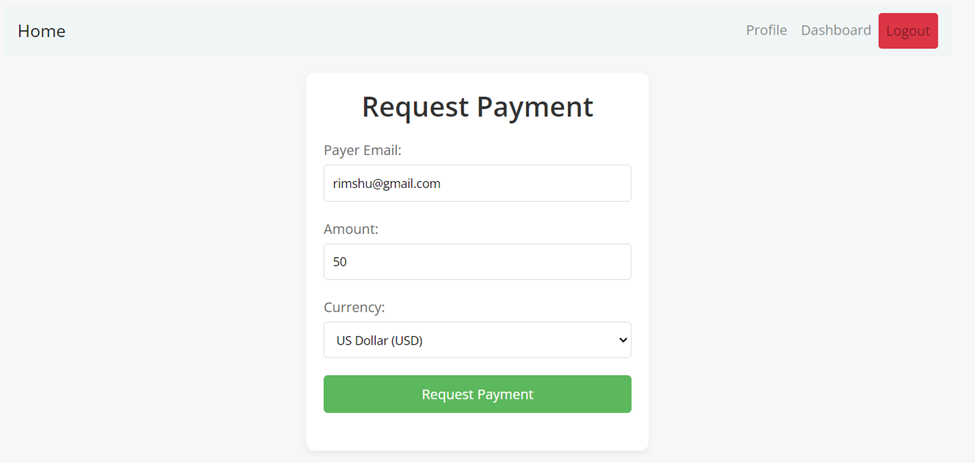 Home Profile Dashboard Logout
Request Payment
Payer Email:
rimshu@gmail.com
Amount:
50
Currency:
US Dollar (USD)
Request Payment